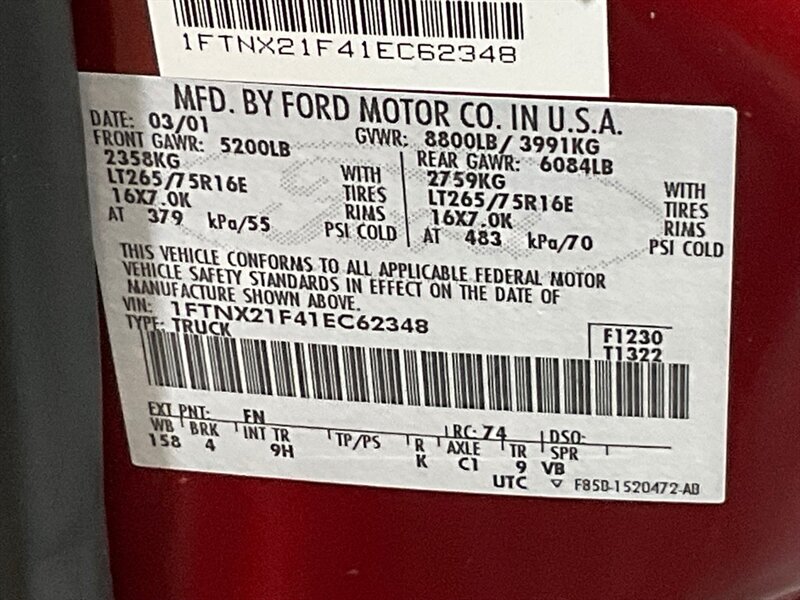 1FTNX21F41EC62348
MFD. BY FORD MOTOR CO. IN U.S.A.
DATE: 03/01 GVWR: 8800LB/ 3991KG
FRONT GAWR: 5200LB REAR GAWR: 6084LB
2358KG WITH 2759KG WITH
LT265/75R16E TIRES LT265/75R16E TIRES
16X7.0K RIMS 16X7.0K RIMS
AT 379 kPa/55 PSI COLD AT 483 kPa/70 PSI COLD
THIS VEHICLE CONFORMS TO ALL APPLICABLE FEDERAL MOTOR
VEHICLE SAFETY STANDARDS IN EFFECT ON THE DATE OF
MANUFACTURE SHOWN ABOVE.
VIN: 1FTNX21F41EC62348
TYPE: TRUCK
F1230
T1322
EXT PNT: FN RC: 74 DSO:
WB BRK INT TR TP/PS R AXLE TR SPR
158 4 9H K C1 9 VB
UTC ▽ F85B-1520472-AB